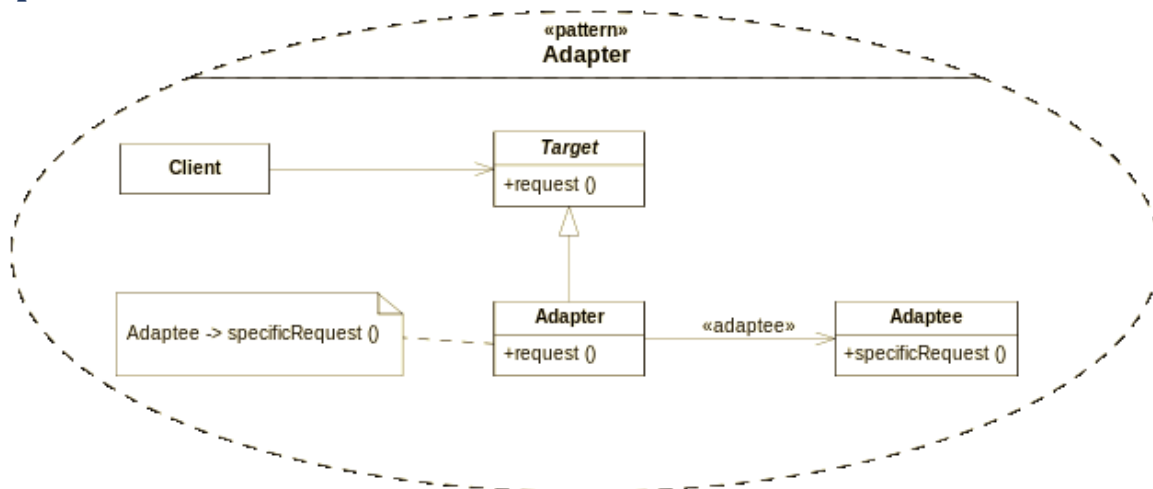 «pattern»
Adapter
Client
Target
+request ()
Adaptee -> specificRequest ()
Adapter
+request ()
«adaptee»
Adaptee
+specificRequest ()